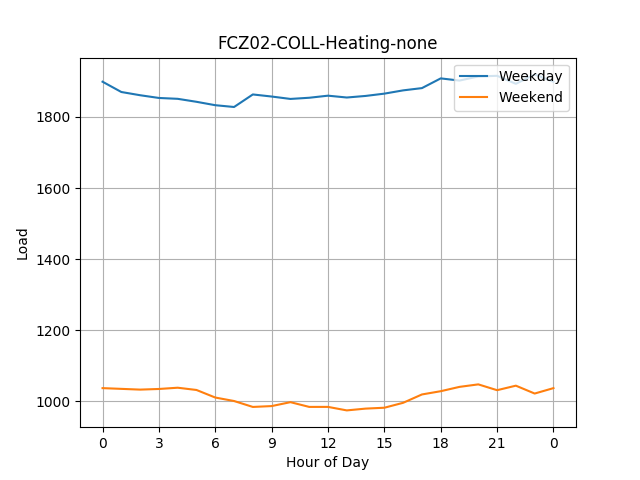 FCZ02-COLL-Heating-none
Weekday
Weekend
1800
1600
1400
1200
1000
Load
0 3 6 9 12 15 18 21 0
Hour of Day